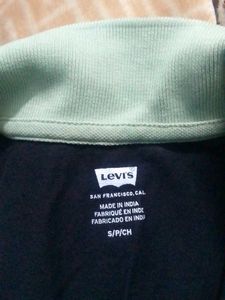 Levi's
SAN FRANCISCO, CAL
MADE IN INDIA
FABRIQUÉ EN INDE
FABRICADO EN INDIA
S/P/CH